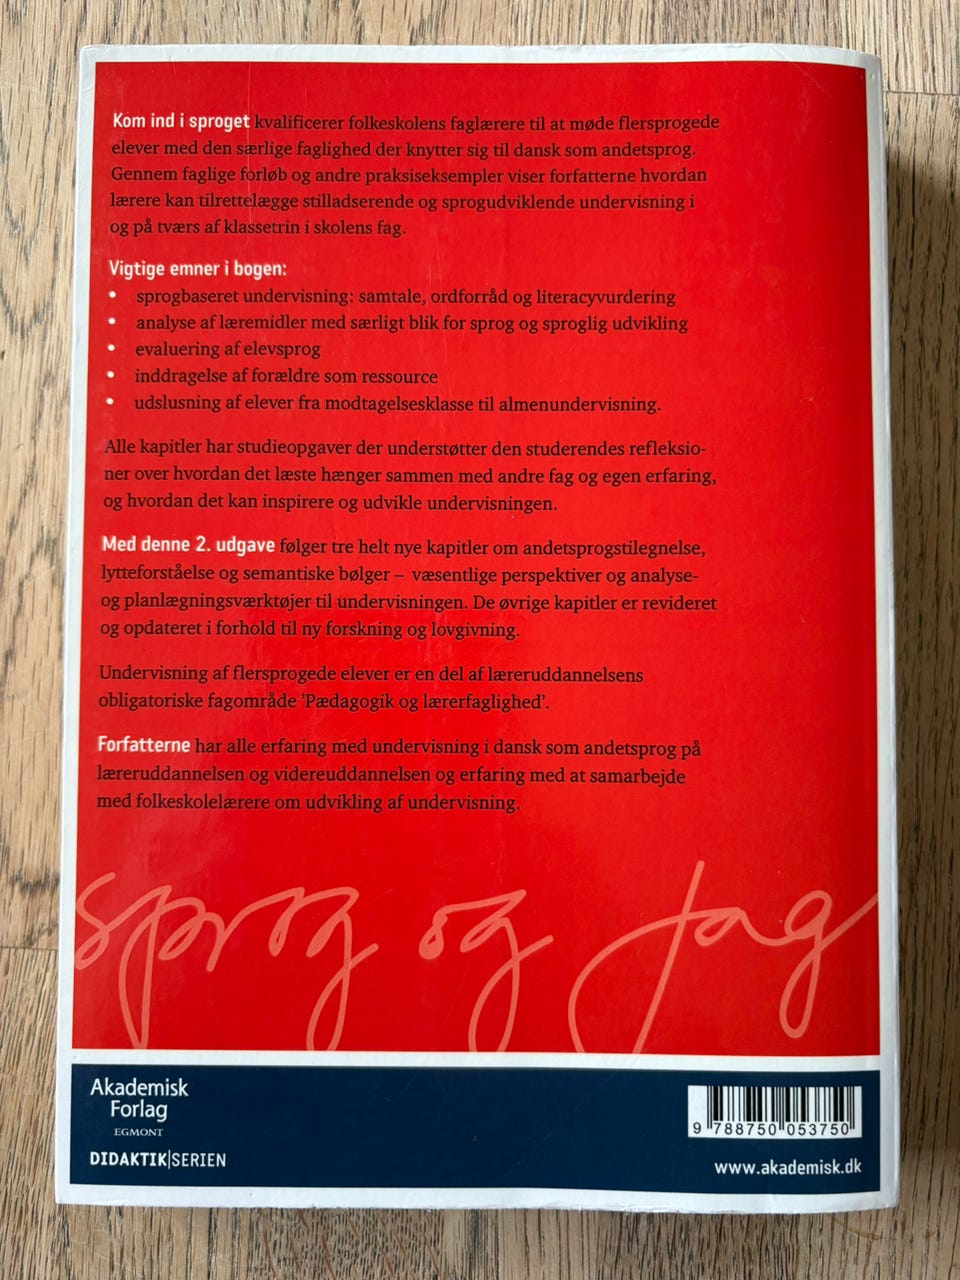 Kom ind i sproget kvalificerer folkeskolens faglærere til at møde flersprogede
elever med den særlige faglighed der knytter sig til dansk som andetsprog.
Gennem faglige forløb og andre praksiseksempler viser forfatterne hvordan
lærere kan tilrettelægge stilladserende og sprogudviklende undervisning i
og på tværs af klassetrin i skolens fag.
Vigtige emner i bogen:
• sprogbaseret undervisning: samtale, ordforråd og literacyvurdering
• analyse af læremidler med særligt blik for sprog og sproglig udvikling
• evaluering af elevsprog
• inddragelse af forældre som ressource
• udslusning af elever fra modtagelsesklasse til almenundervisning.
Alle kapitler har studieopgaver der understøtter den studerendes refleksio-
ner over hvordan det læste hænger sammen med andre fag og egen erfaring,
og hvordan det kan inspirere og udvikle undervisningen.
Med denne 2. udgave følger tre helt nye kapitler om andetsprogstilegnelse,
lytteforståelse og semantiske bølger – væsentlige perspektiver og analyse-
og planlægningsværktøjer til undervisningen. De øvrige kapitler er revideret
og opdateret i forhold til ny forskning og lovgivning.
Undervisning af flersprogede elever er en del af læreruddannelsens
obligatoriske fagområde 'Pædagogik og lærerfaglighed'.
Forfatterne har alle erfaring med undervisning i dansk som andetsprog på
læreruddannelsen og videreuddannelsen og erfaring med at samarbejde
med folkeskolelærere om udvikling af undervisning.
sprog og fag
Akademisk
Forlag
EGMONT
DIDAKTIK|SERIEN
9 788750 053750
www.akademisk.dk